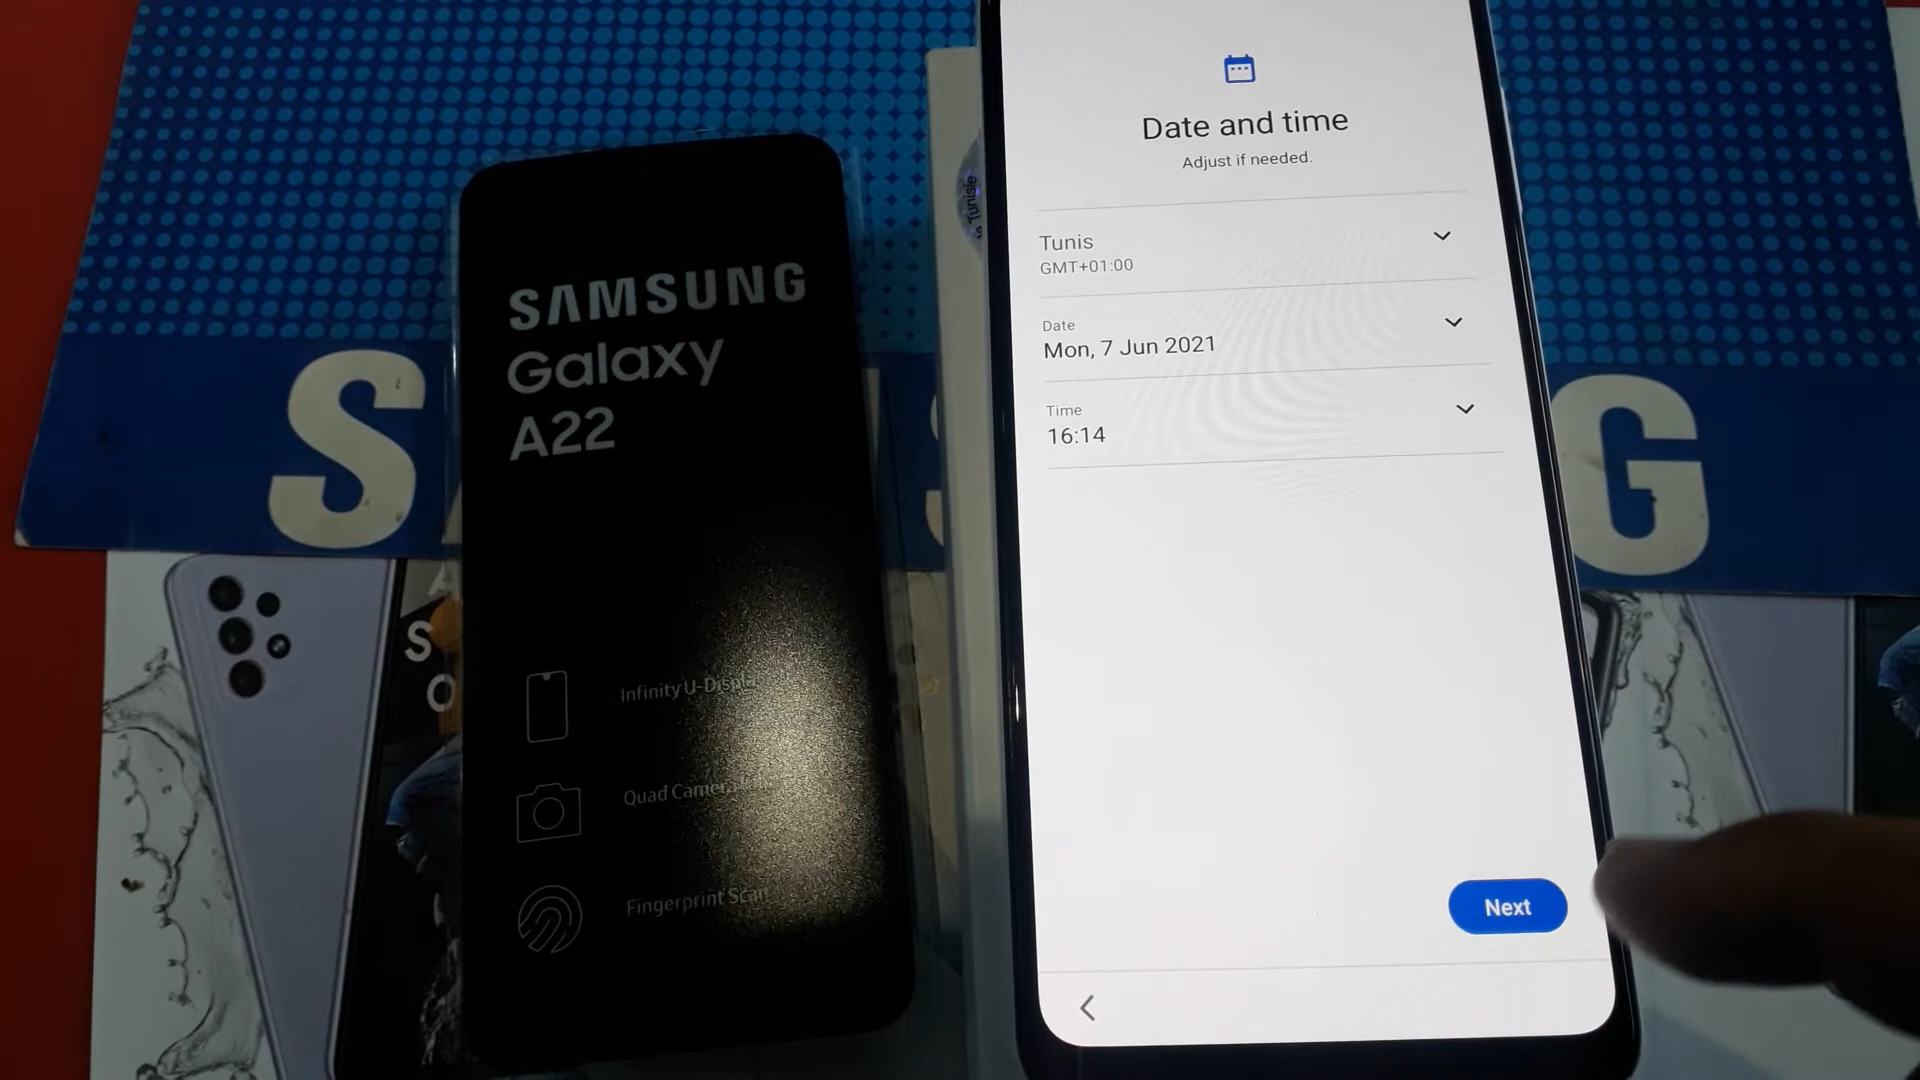 SAMSUNG
Galaxy
A22
Infinity U-Display
Quad Camera
Fingerprint Scan
S
G
S
O
Tunisie
Date and time
Adjust if needed.
Tunis
GMT+01:00
Date
Mon, 7 Jun 2021
Time
16:14
Next